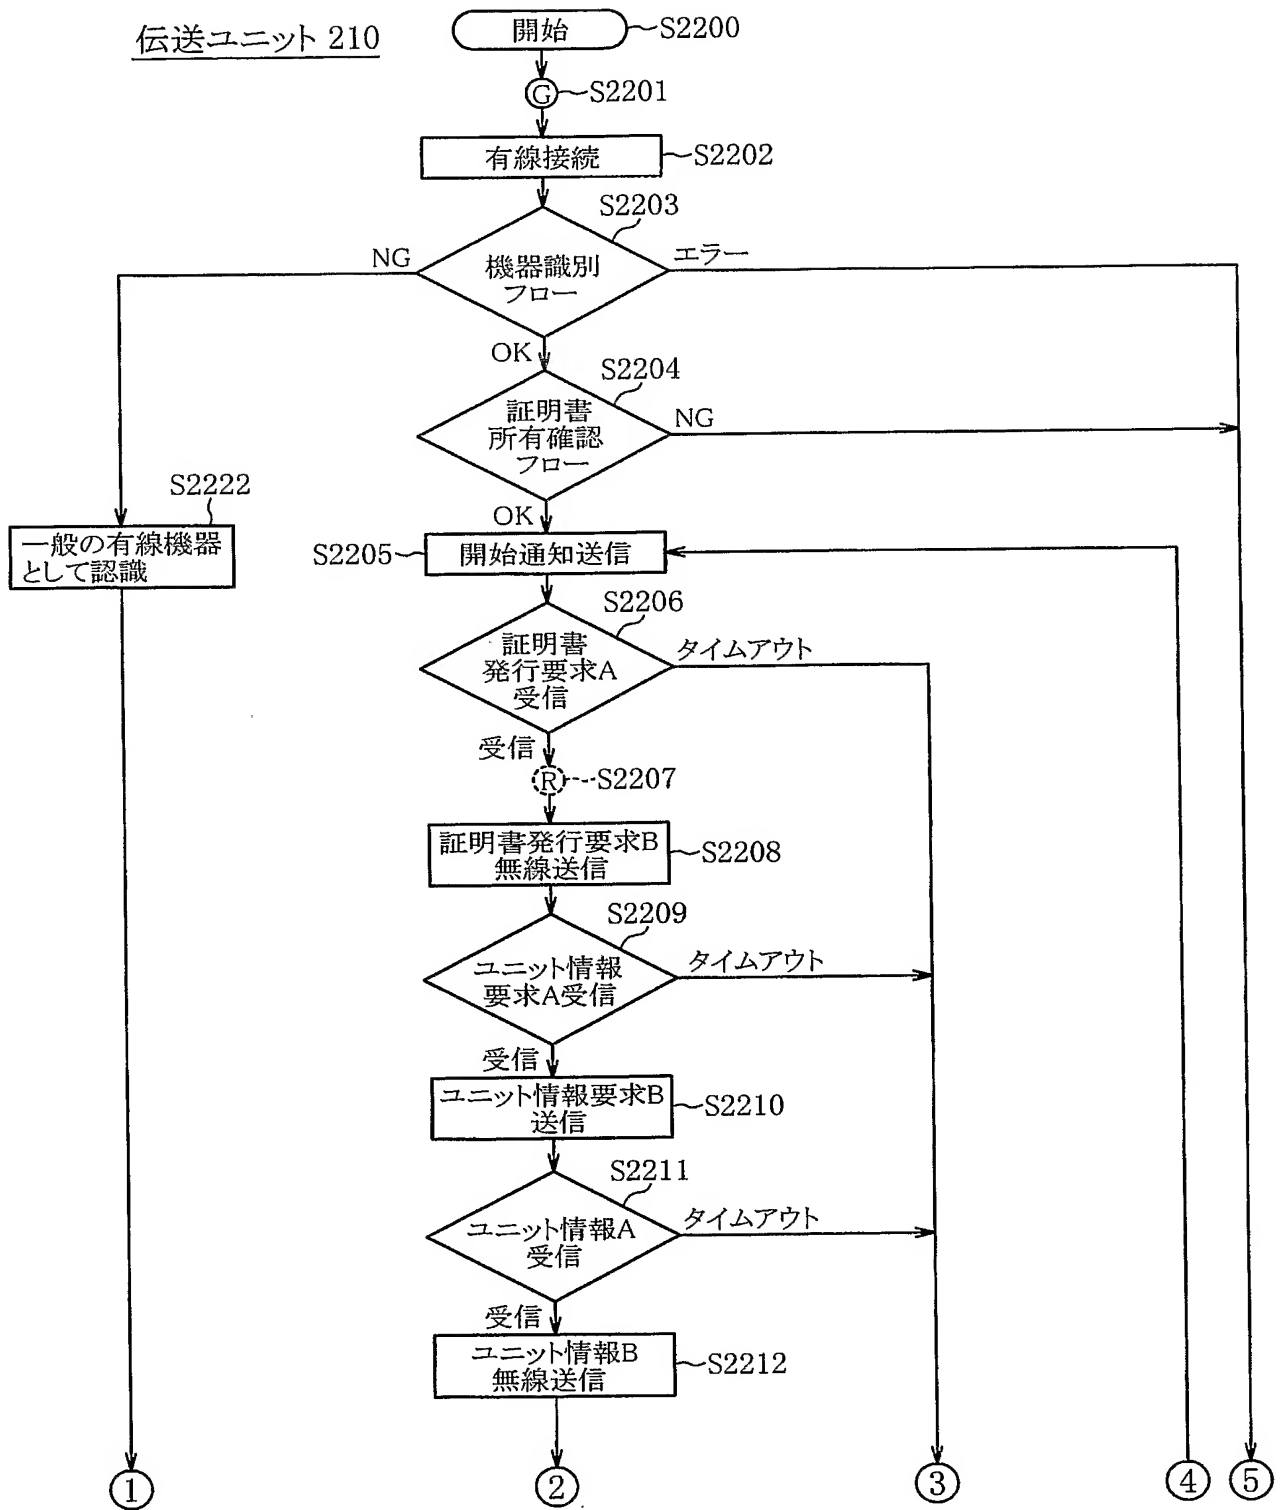 伝送ユニット 210
開始
S2200
G
S2201
有線接続
S2202
S2203
機器識別
フロー
NG
エラー
OK
S2204
証明書
所有確認
フロー
NG
OK
S2222
一般の有線機器
として認識
S2205
開始通知送信
S2206
証明書
発行要求A
受信
タイムアウト
受信
R
S2207
証明書発行要求B
無線送信
S2208
S2209
ユニット情報
要求A受信
タイムアウト
受信
ユニット情報要求B
送信
S2210
S2211
ユニット情報A
受信
タイムアウト
受信
ユニット情報B
無線送信
S2212
①
②
③
④
⑤